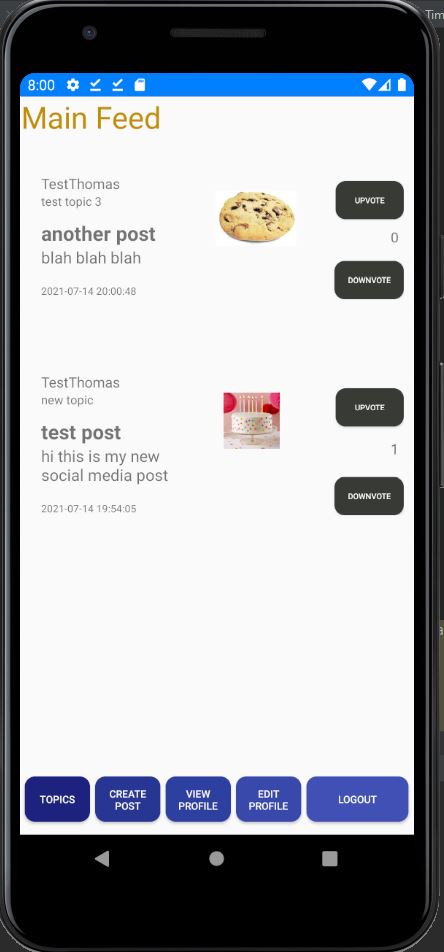 Tim
8:00
Main Feed
TestThomas
test topic 3
another post
blah blah blah
2021-07-14 20:00:48
UPVOTE
0
DOWNVOTE
TestThomas
new topic
test post
hi this is my new
social media post
2021-07-14 19:54:05
UPVOTE
1
DOWNVOTE
TOPICS
CREATE
POST
VIEW
PROFILE
EDIT
PROFILE
LOGOUT